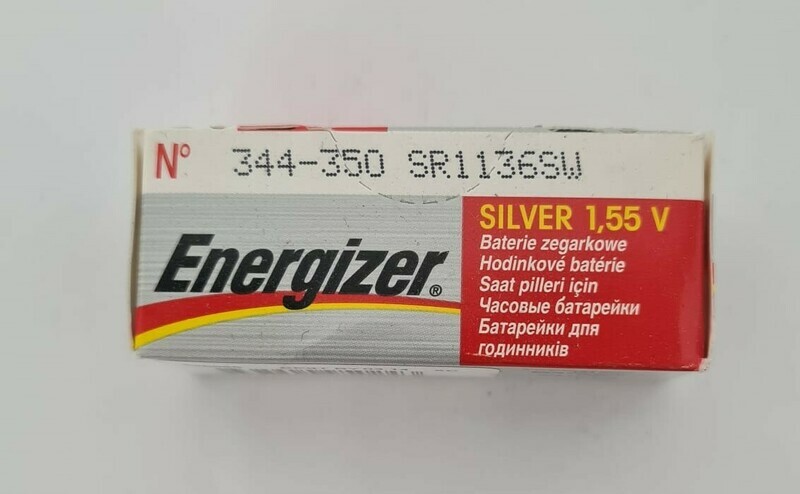 N° 344-350 SR1136SW
Energizer®
SILVER 1,55 V
Baterie zegarkowe
Hodinkové batérie
Saat pilleri için
Часовые батарейки
Батарейки для
годинників